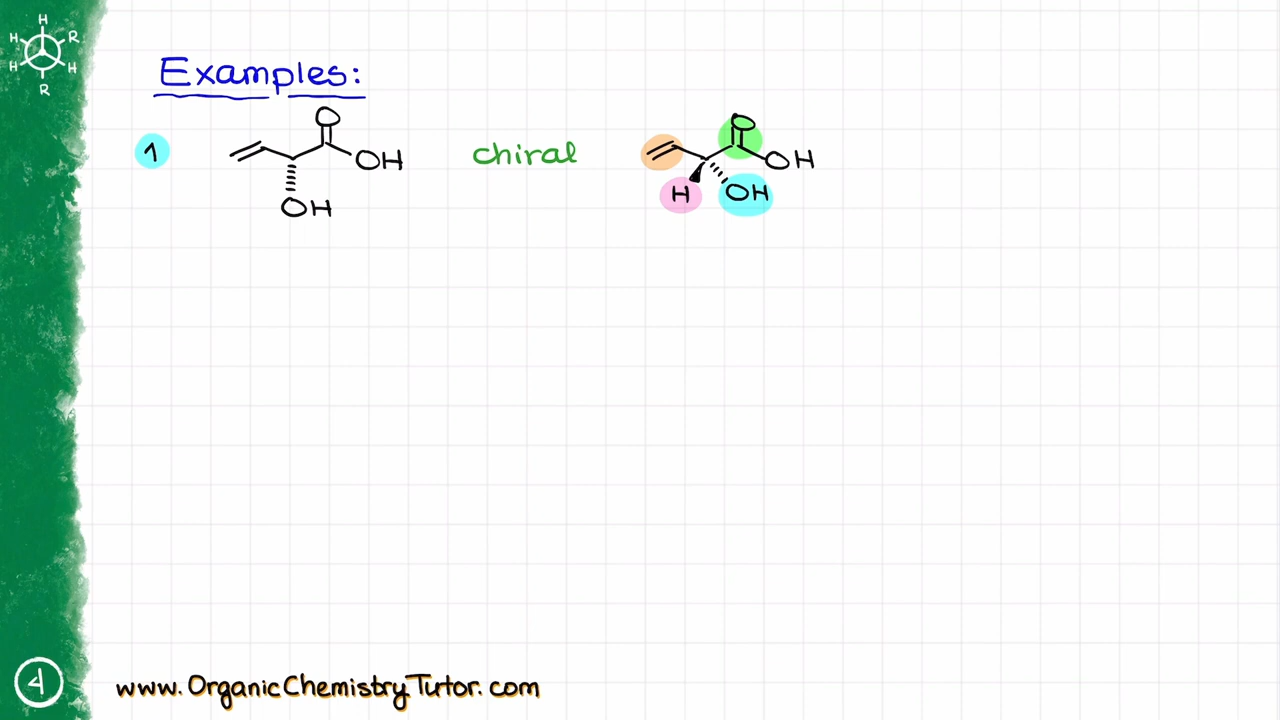 H
H R
H H
R
Examples:
1 O OH OH chiral O OH H OH
4 www.OrganicChemistryTutor.com